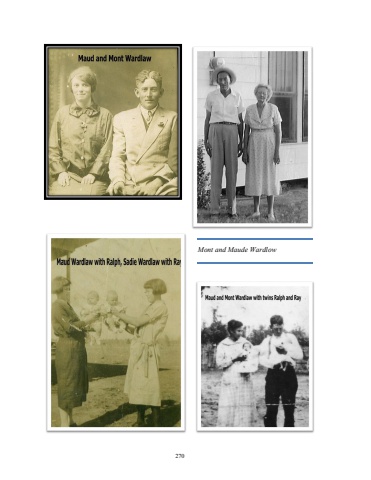 Maud and Mont Wardlaw
Mont and Maude Wardlow
Maud Wardlaw with Ralph, Sadie Wardlaw with Ray
Maud and Mont Wardlaw with twins Ralph and Ray
270